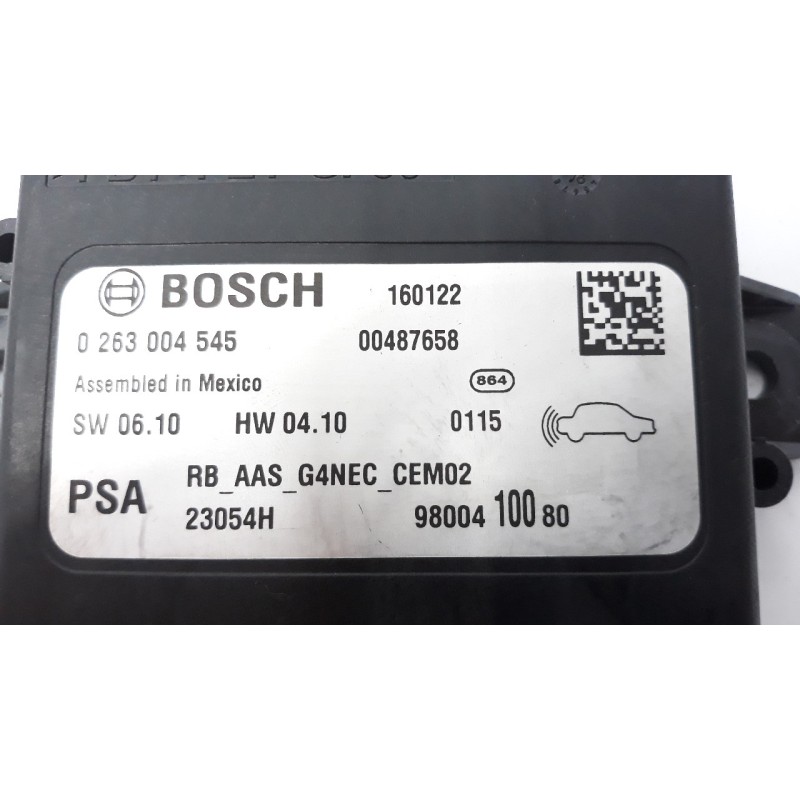 BOSCH 160122
0 263 004 545 00487658
Assembled in Mexico 864
SW 06.10 HW 04.10 0115
PSA RB_AAS_G4NEC_CEM02
23054H 98004 100 80